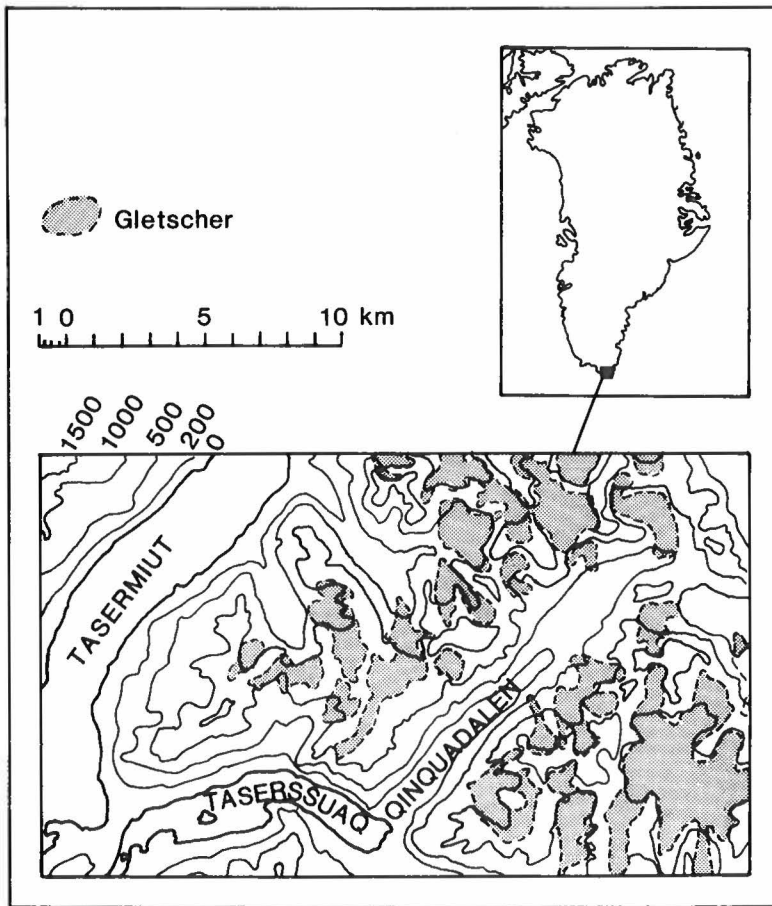 Gletscher
1 0 5 10 km
1500
1000
500
200
0
TASERMIUT
QINQUADALEN
TASERSSUAQ